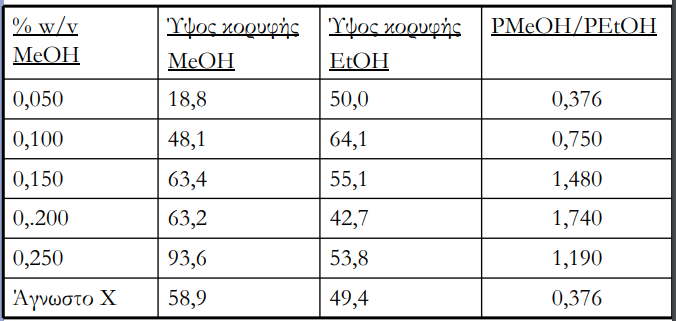 % w/v MeOH Ύψος κορυφής MeOH Ύψος κορυφής EtOH PMeOH/PEtOH
0,050 18,8 50,0 0,376
0,100 48,1 64,1 0,750
0,150 63,4 55,1 1,480
0,.200 63,2 42,7 1,740
0,250 93,6 53,8 1,190
Άγνωστο Χ 58,9 49,4 0,376